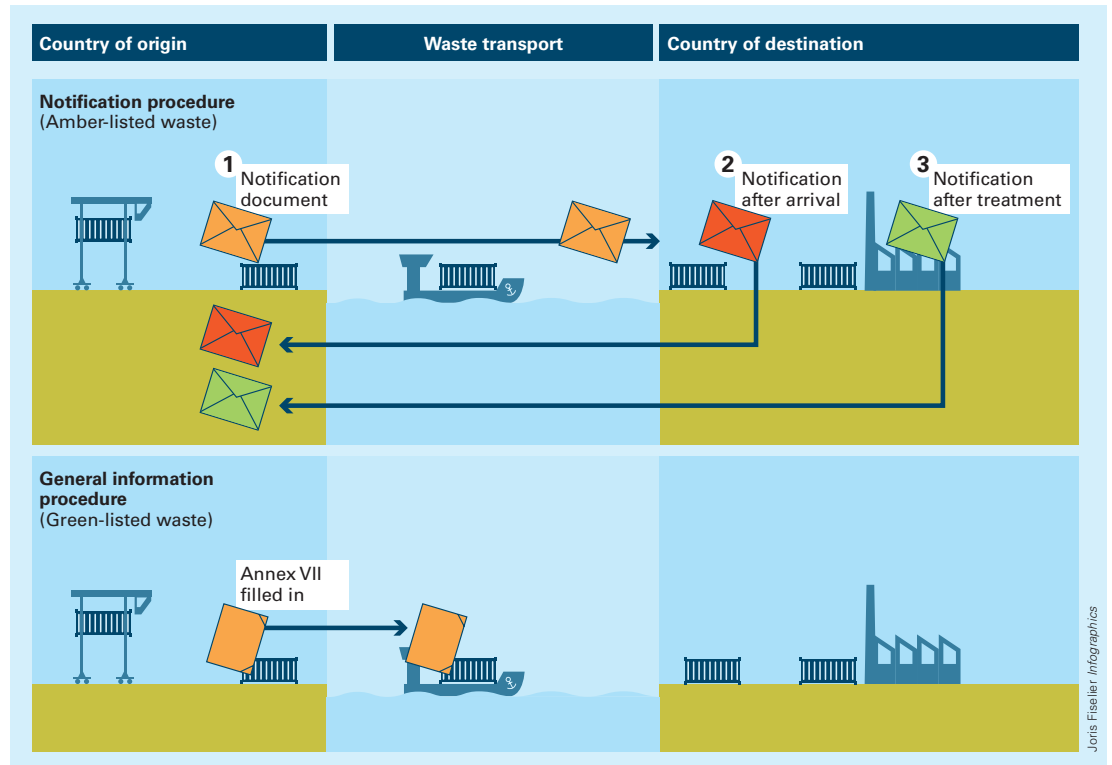 Country of origin
Waste transport
Country of destination
Notification procedure
(Amber-listed waste)
1
Notification
document
2
Notification
after arrival
3
Notification
after treatment
General information
procedure
(Green-listed waste)
Annex VII
filled in
Joris Fiselier Infographics